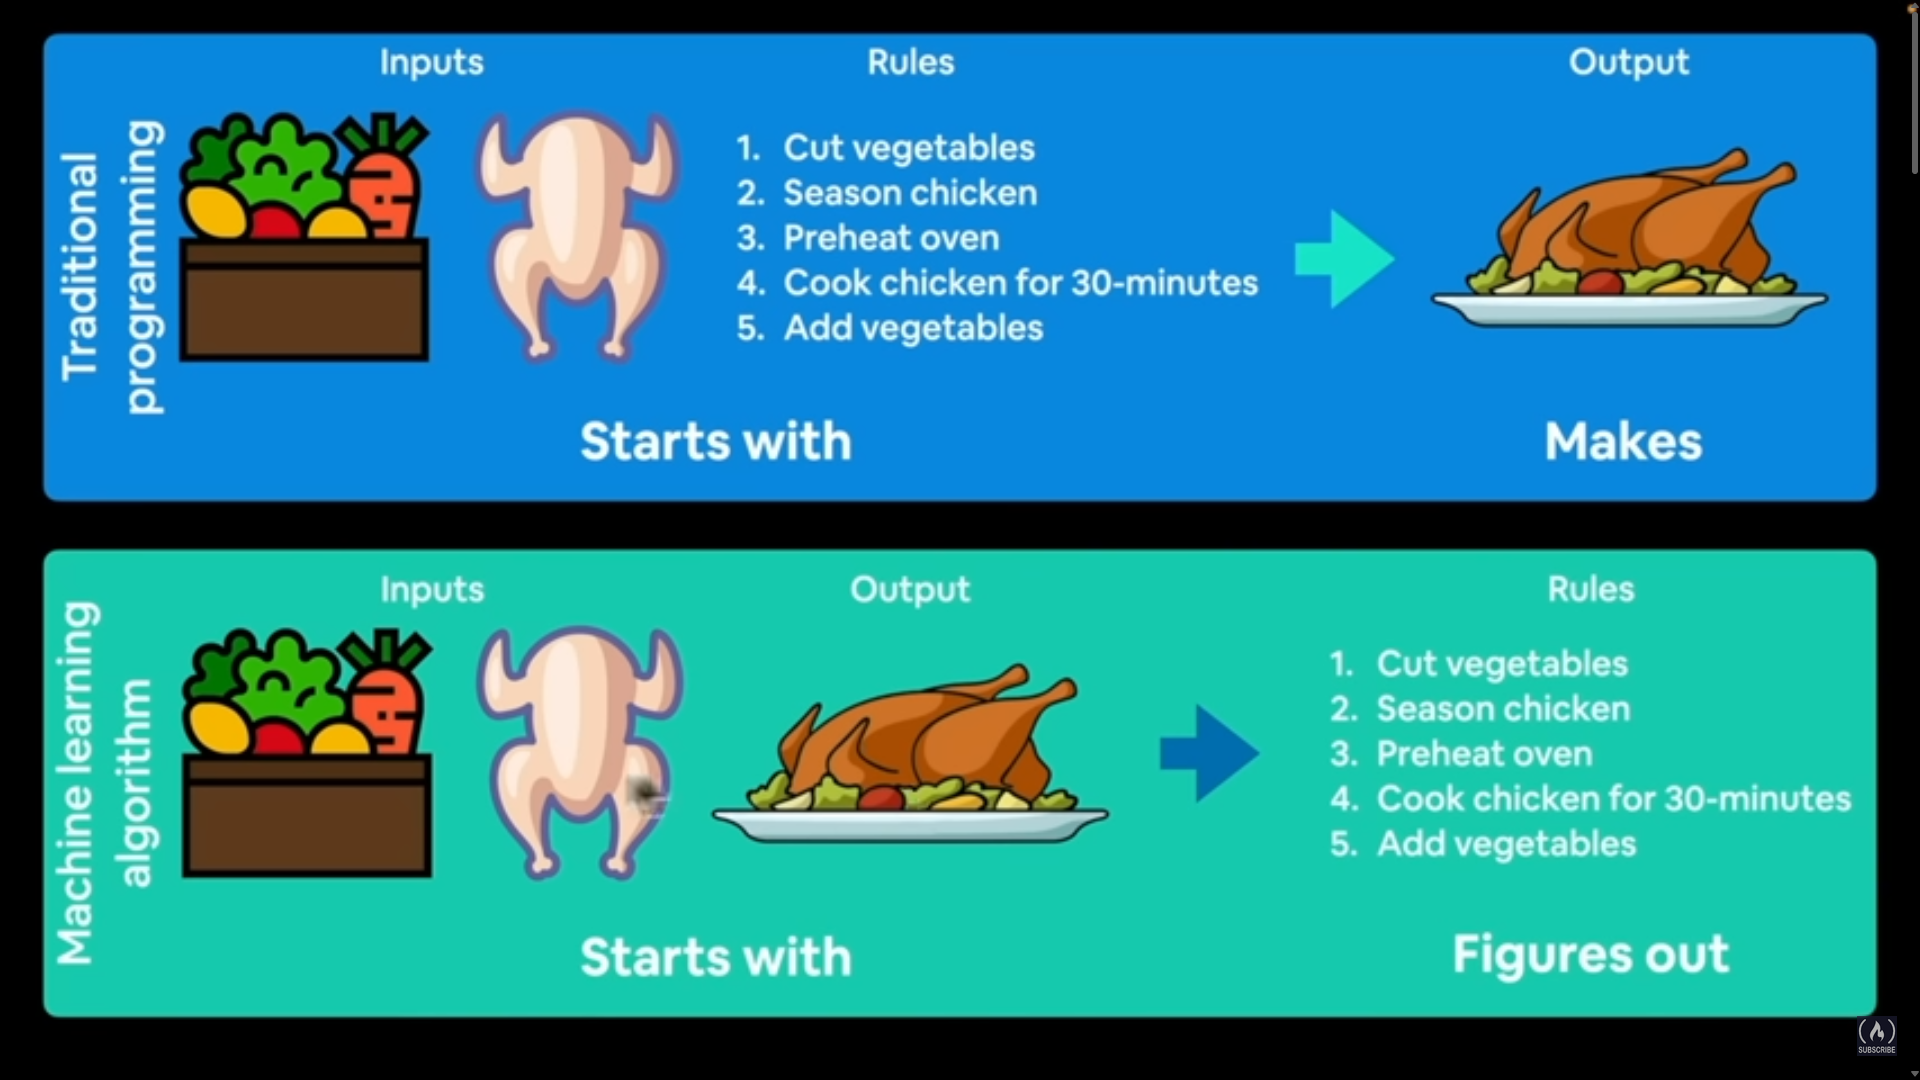 Inputs
Rules
Output
Traditional
programming
1. Cut vegetables
2. Season chicken
3. Preheat oven
4. Cook chicken for 30-minutes
5. Add vegetables
Starts with
Makes
Inputs
Output
Rules
Machine learning
algorithm
1. Cut vegetables
2. Season chicken
3. Preheat oven
4. Cook chicken for 30-minutes
5. Add vegetables
Starts with
Figures out
SUBSCRIBE